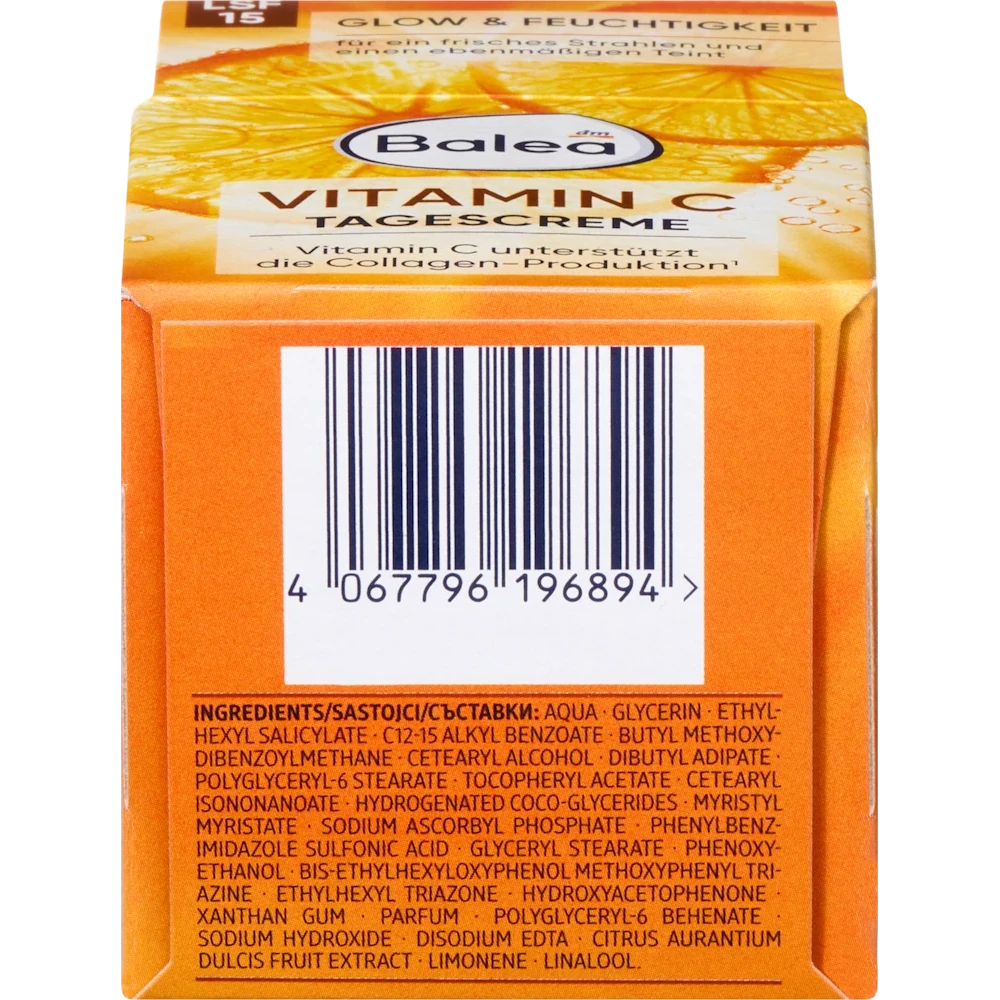 LSF
15
GLOW & FEUCHTIGKEIT
für ein frisches Strahlen und
einen ebenmäßigen Teint
dm
Balea
VITAMIN C
TAGESCREME
Vitamin C unterstützt
die Collagen-Produktion¹
4 067796 196894 >
INGREDIENTS/SASTOJCI/СЪСТАВКИ: AQUA · GLYCERIN · ETHYL-
HEXYL SALICYLATE · C12-15 ALKYL BENZOATE · BUTYL METHOXY-
DIBENZOYLMETHANE · CETEARYL ALCOHOL · DIBUTYL ADIPATE ·
POLYGLYCERYL-6 STEARATE · TOCOPHERYL ACETATE · CETEARYL
ISONONANOATE · HYDROGENATED COCO-GLYCERIDES · MYRISTYL
MYRISTATE · SODIUM ASCORBYL PHOSPHATE · PHENYLBENZ-
IMIDAZOLE SULFONIC ACID · GLYCERYL STEARATE · PHENOXY-
ETHANOL · BIS-ETHYLHEXYLOXYPHENOL METHOXYPHENYL TRI-
AZINE · ETHYLHEXYL TRIAZONE · HYDROXYACETOPHENONE ·
XANTHAN GUM · PARFUM · POLYGLYCERYL-6 BEHENATE ·
SODIUM HYDROXIDE · DISODIUM EDTA · CITRUS AURANTIUM
DULCIS FRUIT EXTRACT · LIMONENE · LINALOOL.